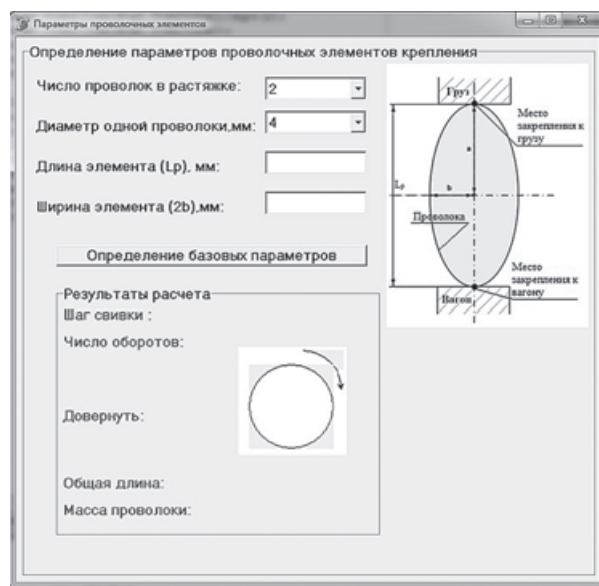 Параметры проволочных элементов
Определение параметров проволочных элементов крепления
Число проволок в растяжке:
2
Диаметр одной проволоки,мм:
4
Длина элемента (Lp), мм:
Ширина элемента (2b),мм:
Определение базовых параметров
Результаты расчета
Шаг свивки :
Число оборотов:
Довернуть:
Общая длина:
Масса проволоки:
Груз
Место
закрепления к
грузу
a
Lp
b
Проволока
Место
закрепления к
вагону
Вагон